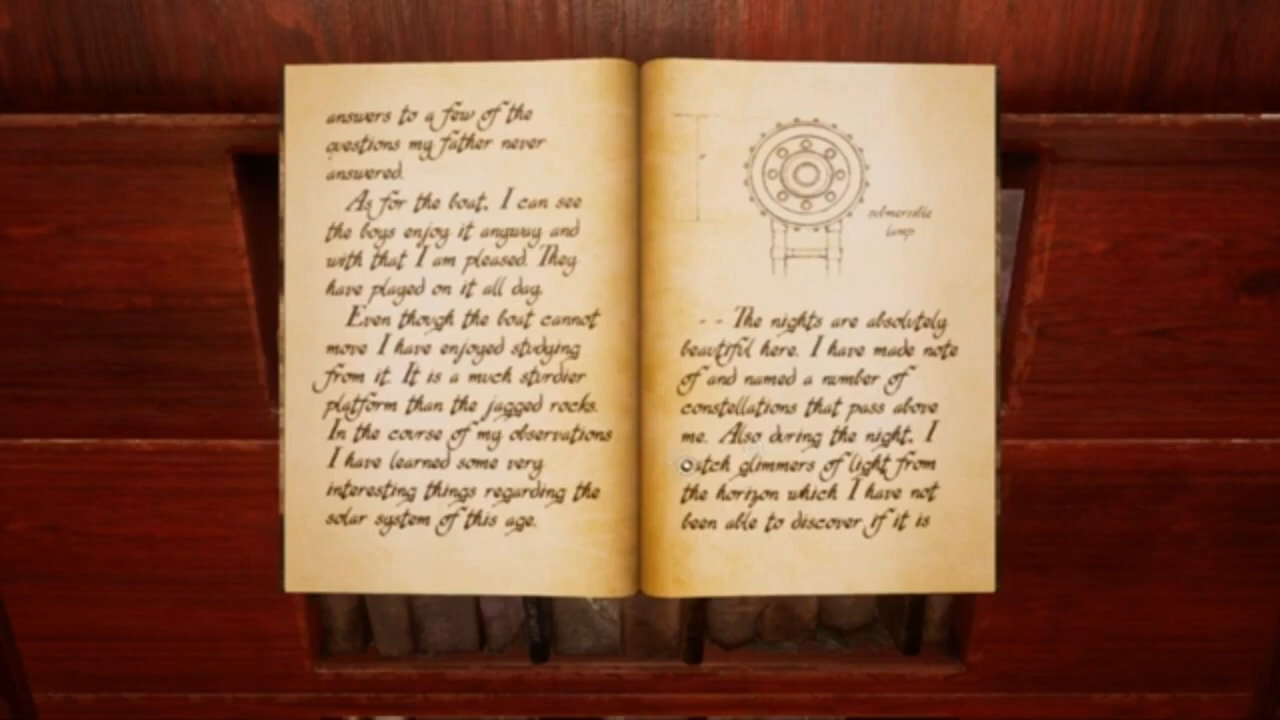 answers to a few of the
questions my father never
answered.
As for the boat, I can see
the boys enjoy it anyway and
with that I am pleased. They
have played on it all day.
Even though the boat cannot
move I have enjoyed studying
from it. It is a much sturdier
platform than the jagged rocks.
In the course of my observations
I have learned some very
interesting things regarding the
solar system of this age.
submersible
lamp
- - The nights are absolutely
beautiful here. I have made note
of and named a number of
constellations that pass above
me. Also during the night, I
catch glimmers of light from
the horizon which I have not
been able to discover if it is